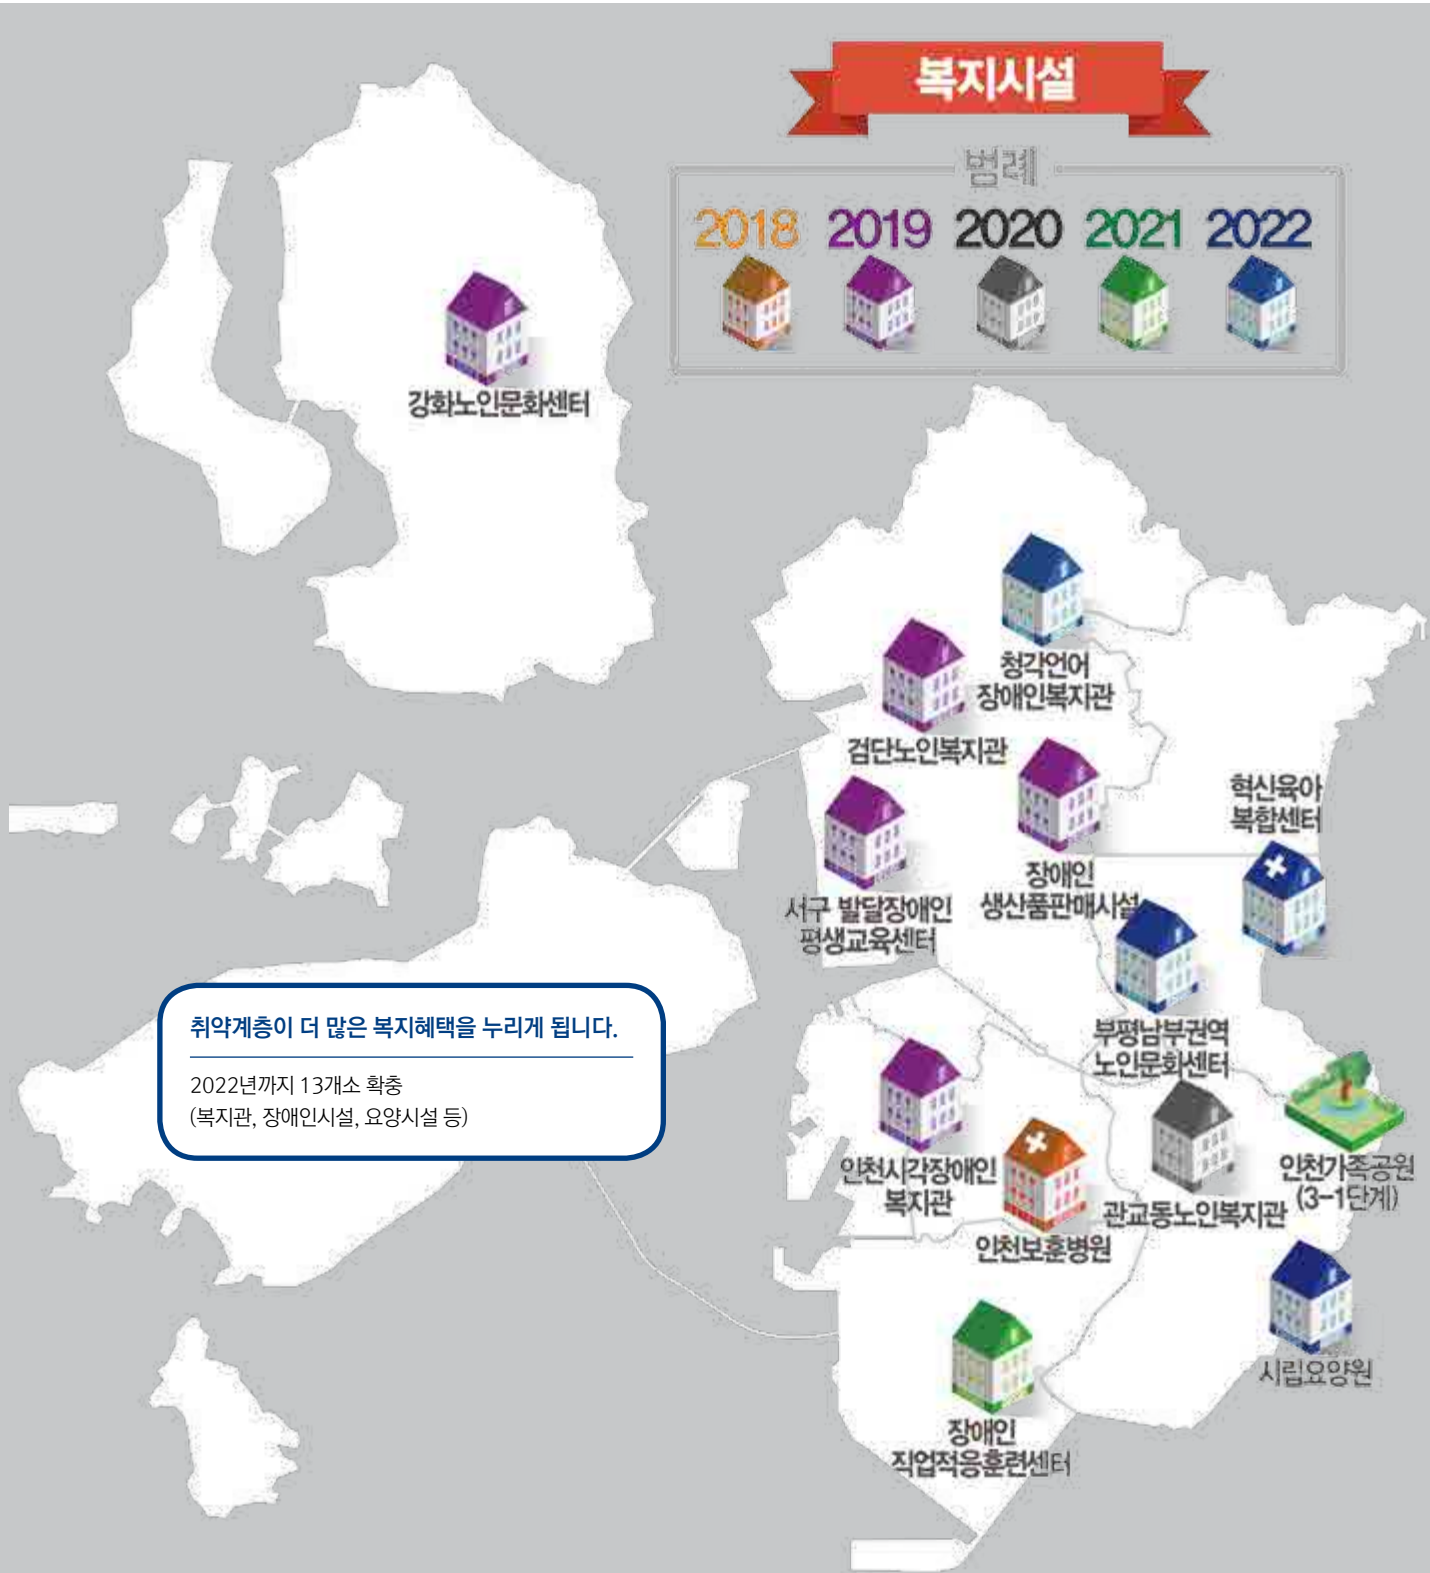 복지시설
범례
2018 2019 2020 2021 2022
강화노인문화센터
청각언어
장애인복지관
검단노인복지관
혁신육아
복합센터
장애인
생산품판매시설
서구 발달장애인
평생교육센터
취약계층이 더 많은 복지혜택을 누리게 됩니다.
2022년까지 13개소 확충
(복지관, 장애인시설, 요양시설 등)
부평남부권역
노인문화센터
인천시각장애인
복지관
인천가족공원
(3-1단계)
관교동노인복지관
인천보훈병원
시립요양원
장애인
직업적응훈련센터